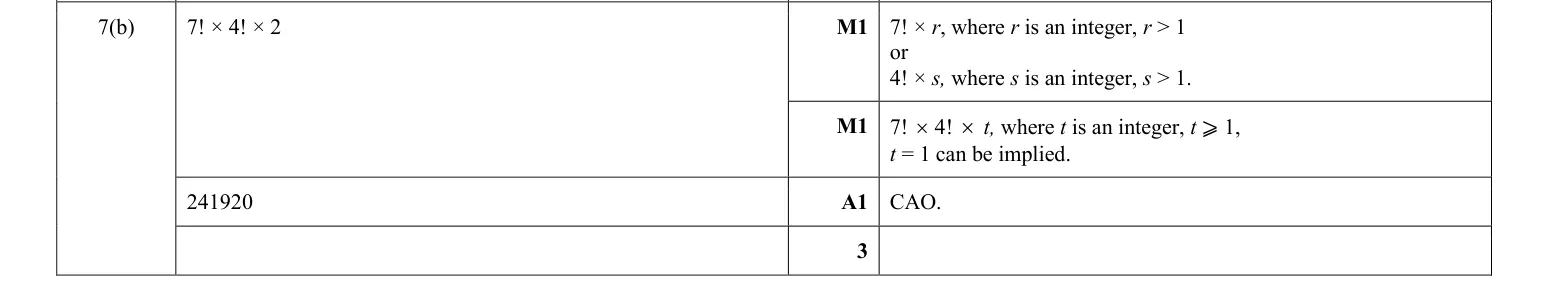 7(b) 7! × 4! × 2 M1 7! × r, where r is an integer, r > 1
or
4! × s, where s is an integer, s > 1.
M1 7! × 4! × t, where t is an integer, t ⩾ 1,
t = 1 can be implied.
241920 A1 CAO.
3